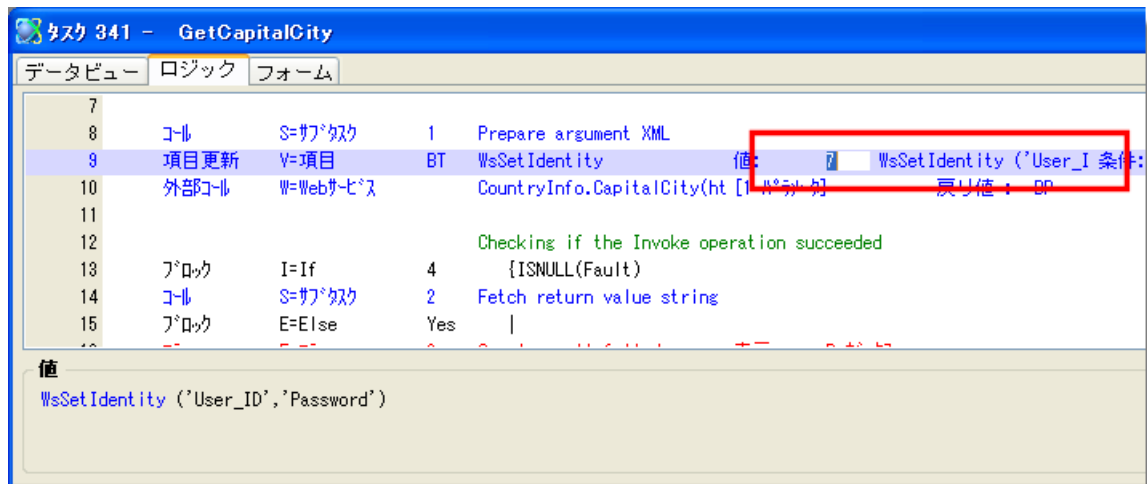 タスク 341 - GetCapitalCity
データビュー ロジック フォーム
7
8 コール S=サブタスク 1 Prepare argument XML
9 項目更新 V=項目 BT WsSetIdentity 値: 7 WsSetIdentity ('User_I 条件:
10 外部コール W=Webサービス CountryInfo.CapitalCity(ht [1 パラメータ] 戻り値 : BP
11
12 Checking if the Invoke operation succeeded
13 ブロック I=If 4 {ISNULL(Fault)
14 コール S=サブタスク 2 Fetch return value string
15 ブロック E=Else Yes
値
WsSetIdentity ('User_ID','Password')